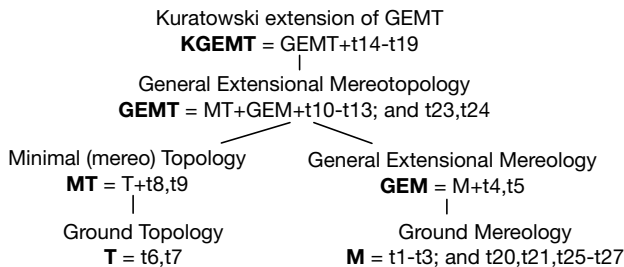 Kuratowski extension of GEMT
KGEMT = GEMT+t14-t19
General Extensional Mereotopology
GEMT = MT+GEM+t10-t13; and t23,t24
Minimal (mereo) Topology
MT = T+t8,t9
General Extensional Mereology
GEM = M+t4,t5
Ground Topology
T = t6,t7
Ground Mereology
M = t1-t3; and t20,t21,t25-t27